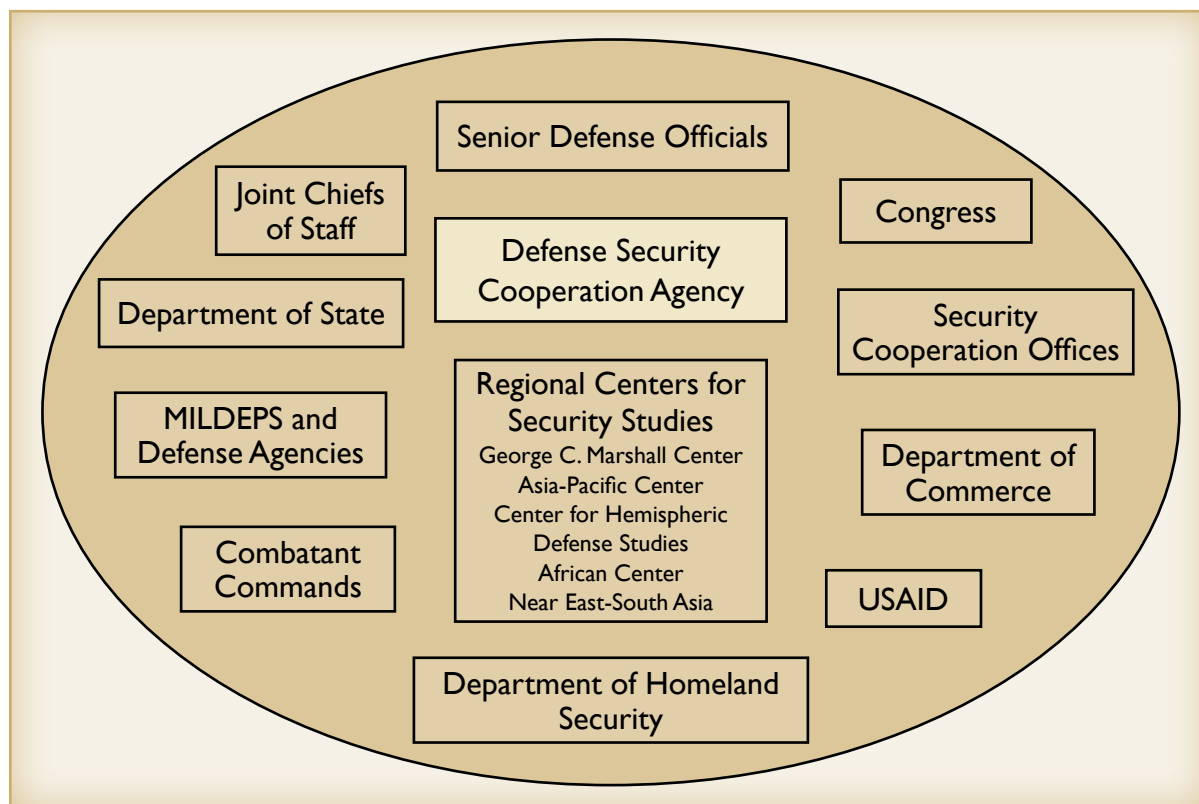 Senior Defense Officials
Joint Chiefs
of Staff
Congress
Defense Security
Cooperation Agency
Department of State
Security
Cooperation Offices
Regional Centers for
Security Studies
George C. Marshall Center
Asia-Pacific Center
Center for Hemispheric
Defense Studies
African Center
Near East-South Asia
MILDEPS and
Defense Agencies
Department of
Commerce
Combatant
Commands
USAID
Department of Homeland
Security